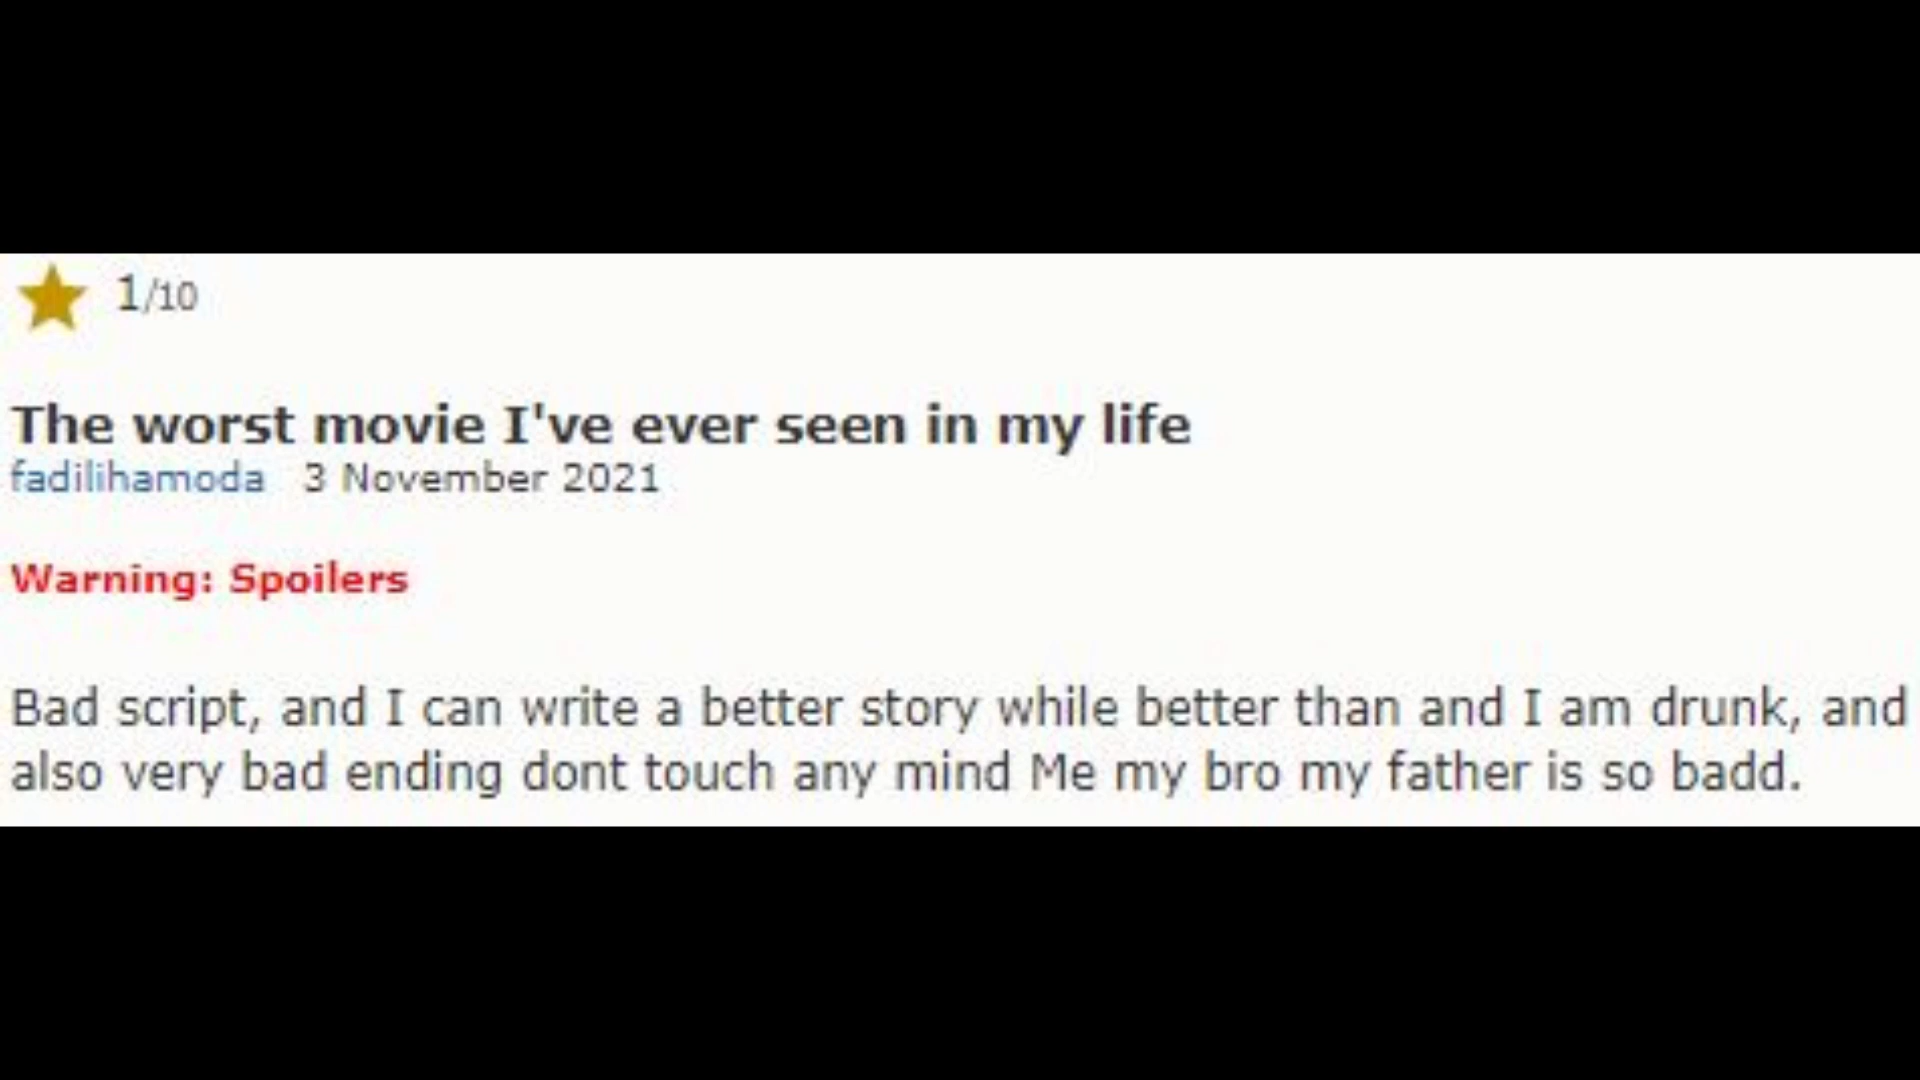 1/10
The worst movie I've ever seen in my life
fadilihamoda 3 November 2021
Warning: Spoilers
Bad script, and I can write a better story while better than and I am drunk, and
also very bad ending dont touch any mind Me my bro my father is so badd.